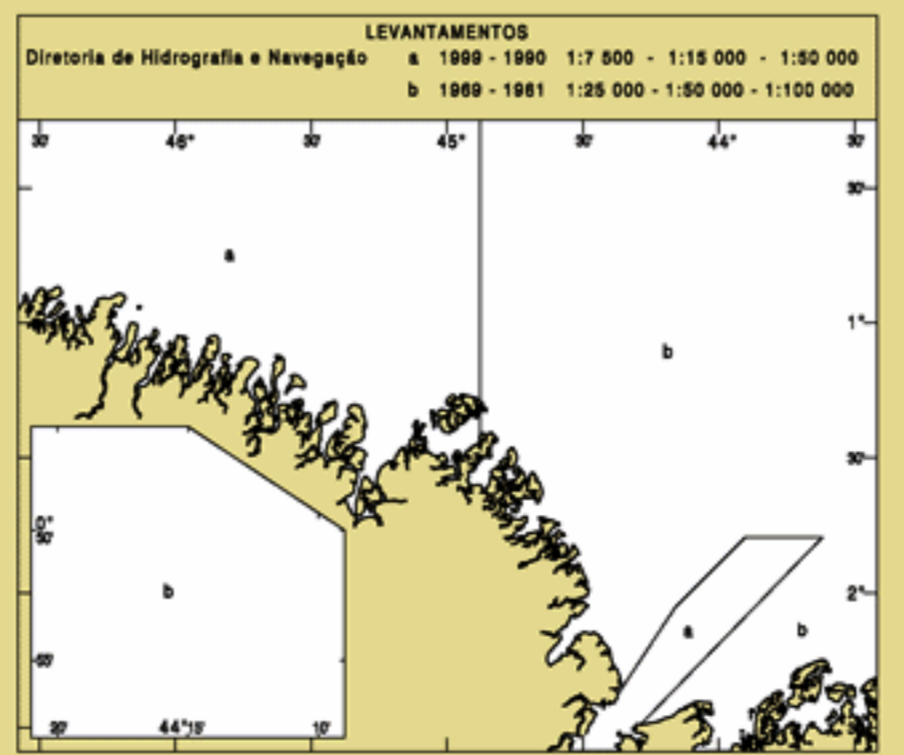 LEVANTAMENTOS
Diretoria de Hidrografia e Navegação a 1999 - 1990 1:7 500 - 1:15 000 - 1:50 000
b 1969 - 1961 1:25 000 - 1:50 000 - 1:100 000
30' 46° 30' 45° 30' 44° 30'
30'
a
1°
b
30'
0°
50'
b
2°
a b
55'
20' 44°15' 10'